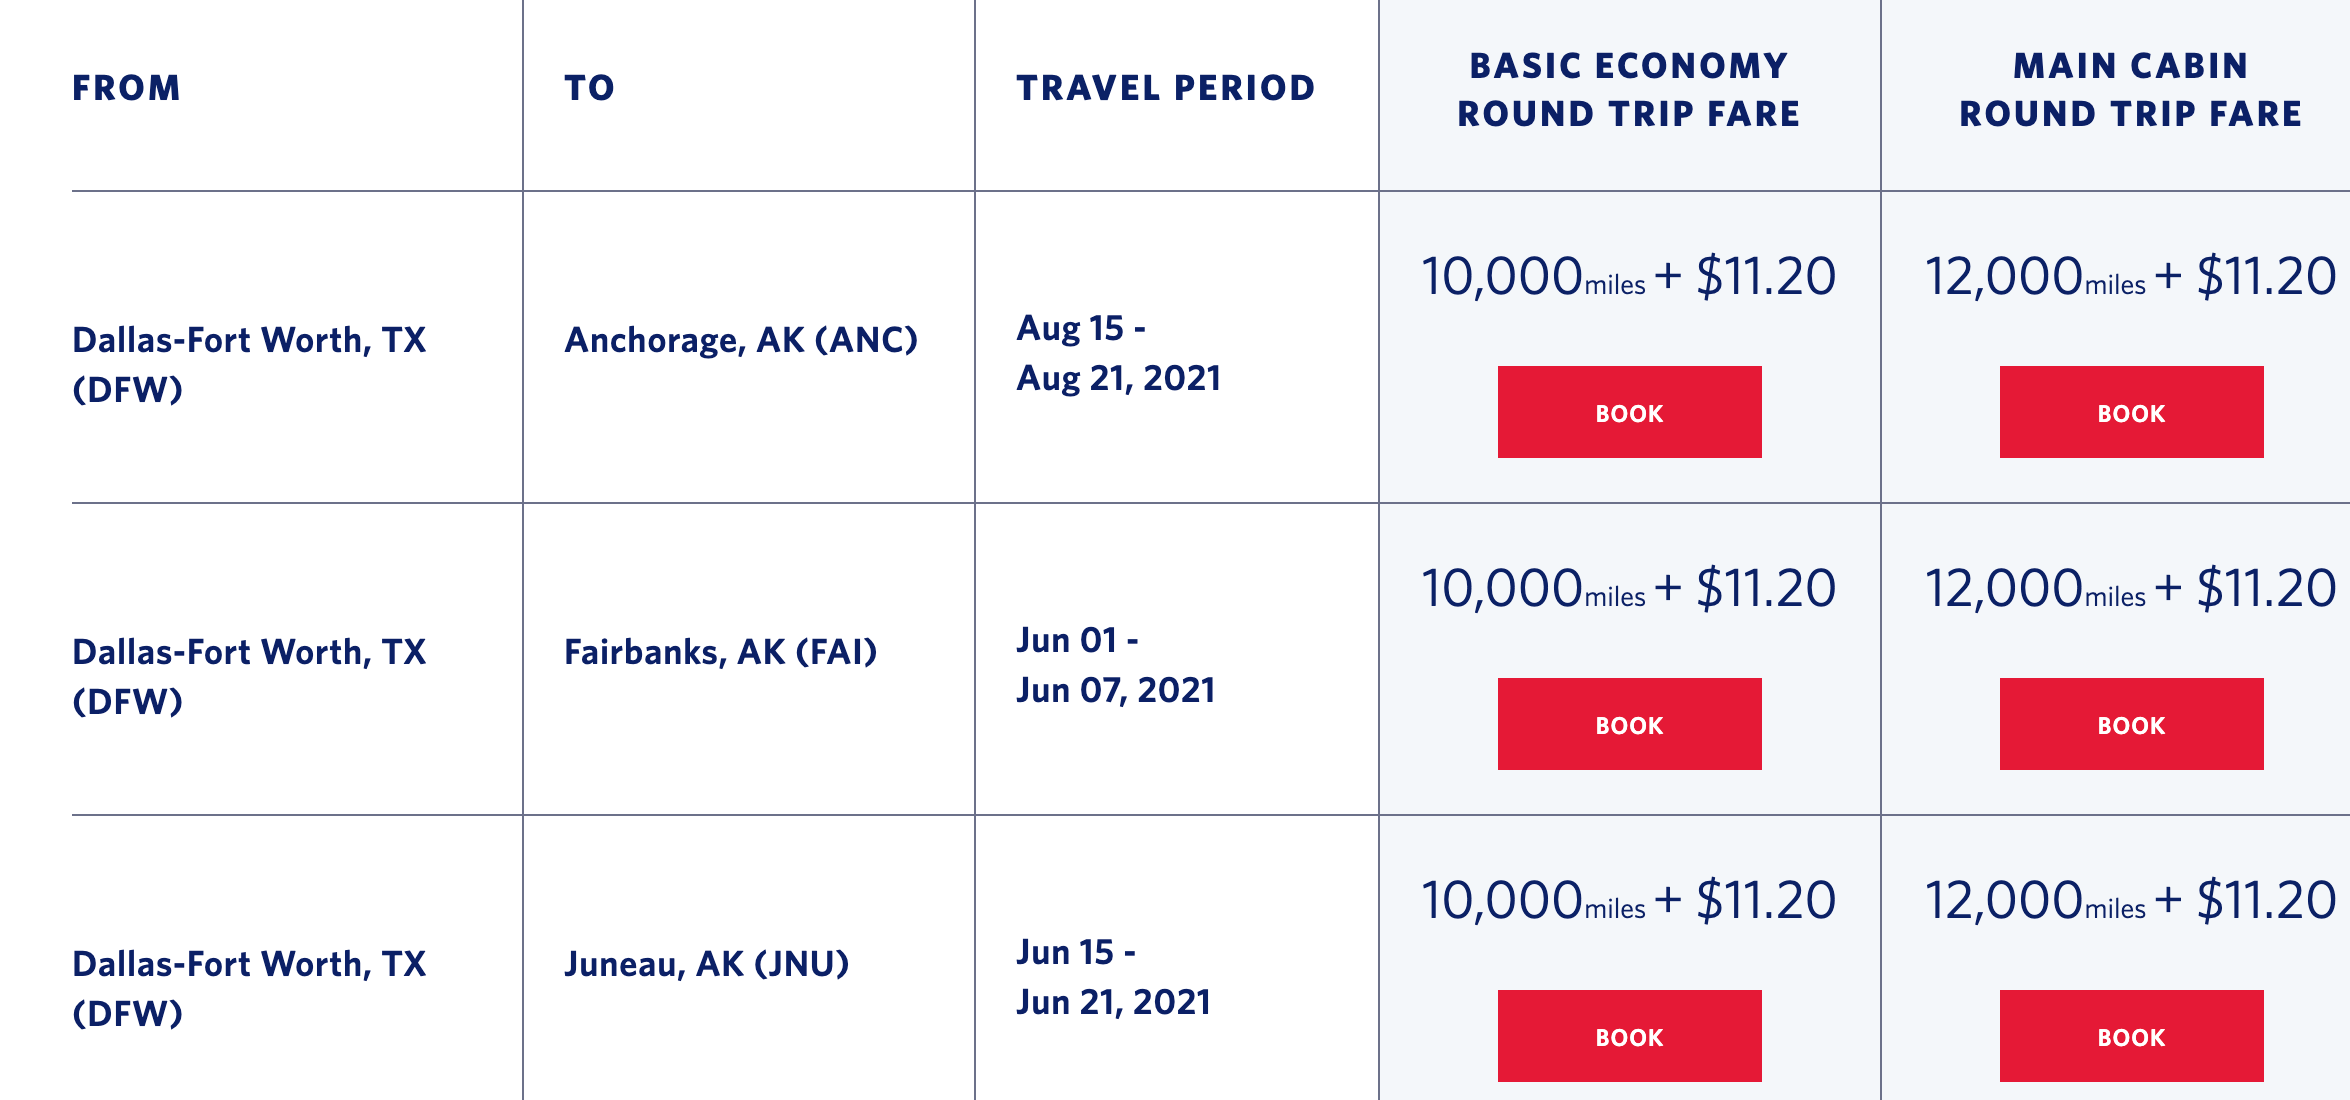 FROM
TO
TRAVEL PERIOD
BASIC ECONOMY
ROUND TRIP FARE
MAIN CABIN
ROUND TRIP FARE
Dallas-Fort Worth, TX
(DFW)
Anchorage, AK (ANC)
Aug 15 -
Aug 21, 2021
10,000miles + $11.20
BOOK
12,000miles + $11.20
BOOK
Dallas-Fort Worth, TX
(DFW)
Fairbanks, AK (FAI)
Jun 01 -
Jun 07, 2021
10,000miles + $11.20
BOOK
12,000miles + $11.20
BOOK
Dallas-Fort Worth, TX
(DFW)
Juneau, AK (JNU)
Jun 15 -
Jun 21, 2021
10,000miles + $11.20
BOOK
12,000miles + $11.20
BOOK